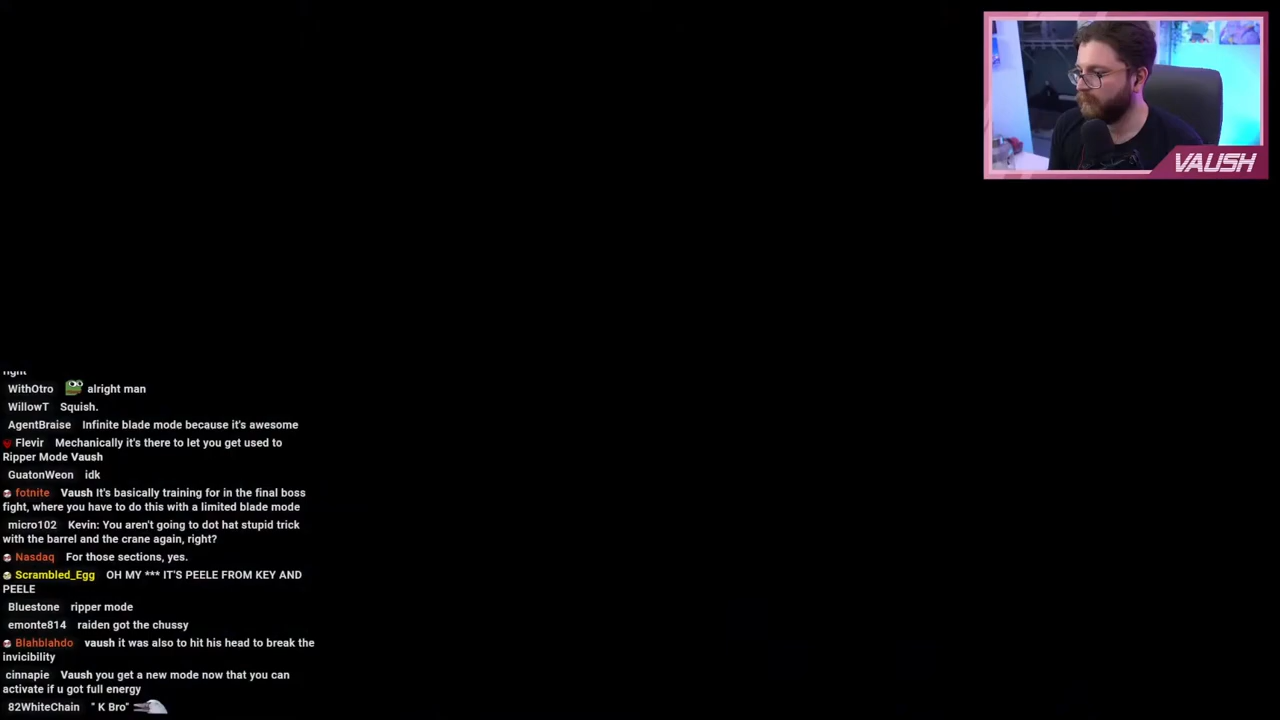 VAUSH
WithOtro alright man
WillowT Squish.
AgentBraise Infinite blade mode because it's awesome
Flevir Mechanically it's there to let you get used to
Ripper Mode Vaush
GuatonWeon idk
fotnite Vaush It's basically training for in the final boss
fight, where you have to do this with a limited blade mode
micro102 Kevin: You aren't going to dot hat stupid trick
with the barrel and the crane again, right?
Nasdaq For those sections, yes.
Scrambled_Egg OH MY *** IT'S PEELE FROM KEY AND
PEELE
Bluestone ripper mode
emonte814 raiden got the chussy
Blahblahdo vaush it was also to hit his head to break the
invicibility
cinnapie Vaush you get a new mode now that you can
activate if u got full energy
82WhiteChain " K Bro"